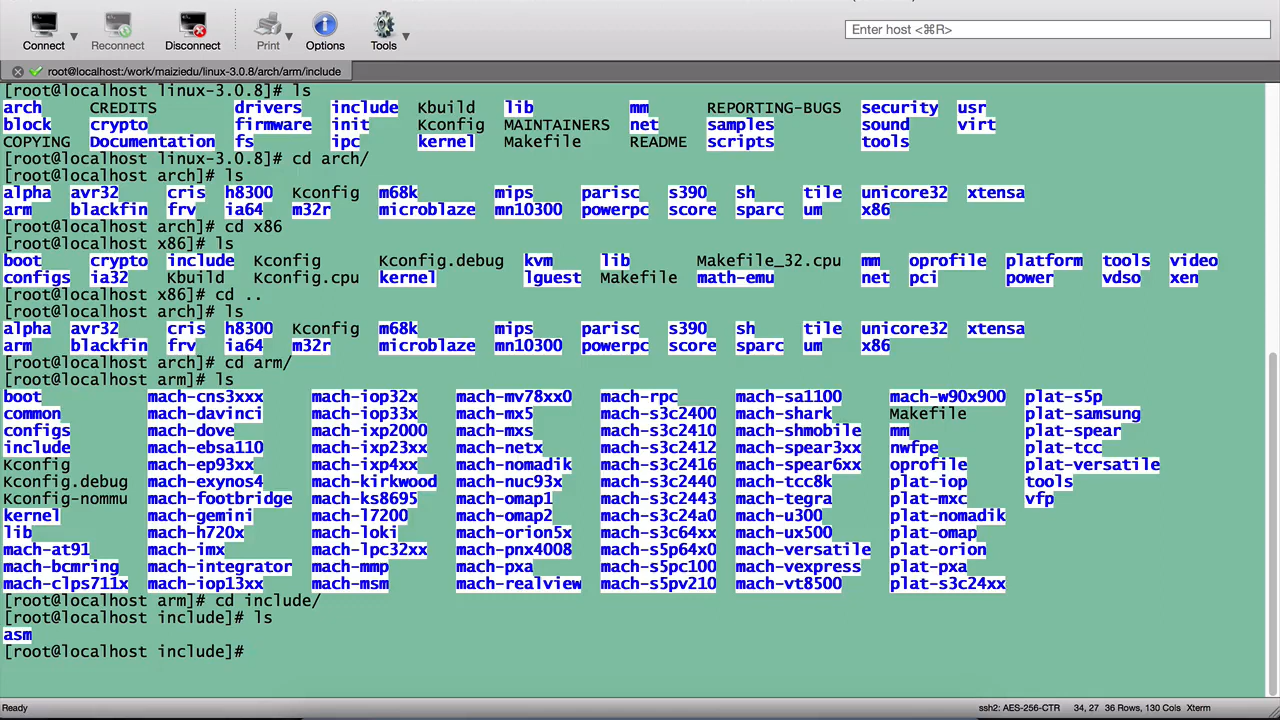 Connect Reconnect Disconnect Print Options Tools
Enter host <⌘R>
root@localhost:/work/maiziedu/linux-3.0.8/arch/arm/include
[root@localhost linux-3.0.8]# ls
arch CREDITS drivers include Kbuild lib mm REPORTING-BUGS security usr
block crypto firmware init Kconfig MAINTAINERS net samples sound virt
COPYING Documentation fs ipc kernel Makefile README scripts tools
[root@localhost linux-3.0.8]# cd arch/
[root@localhost arch]# ls
alpha avr32 cris h8300 Kconfig m68k mips parisc s390 sh tile unicore32 xtensa
arm blackfin frv ia64 m32r microblaze mn10300 powerpc score sparc um x86
[root@localhost arch]# cd x86
[root@localhost x86]# ls
boot crypto include Kconfig Kconfig.debug kvm lib Makefile_32.cpu mm oprofile platform tools video
configs ia32 Kbuild Kconfig.cpu kernel lguest Makefile math-emu net pci power vdso xen
[root@localhost x86]# cd ..
[root@localhost arch]# ls
alpha avr32 cris h8300 Kconfig m68k mips parisc s390 sh tile unicore32 xtensa
arm blackfin frv ia64 m32r microblaze mn10300 powerpc score sparc um x86
[root@localhost arch]# cd arm/
[root@localhost arm]# ls
boot mach-cns3xxx mach-iop32x mach-mv78xx0 mach-rpc mach-sa1100 mach-w90x900 plat-s5p
common mach-davinci mach-iop33x mach-mx5 mach-s3c2400 mach-shark Makefile plat-samsung
configs mach-dove mach-ixp2000 mach-mxs mach-s3c2410 mach-shmobile mm plat-spear
include mach-ebsa110 mach-ixp23xx mach-netx mach-s3c2412 mach-spear3xx nwfpe plat-tcc
Kconfig mach-ep93xx mach-ixp4xx mach-nomadik mach-s3c2416 mach-spear6xx oprofile plat-versatile
Kconfig.debug mach-exynos4 mach-kirkwood mach-nuc93x mach-s3c2440 mach-tcc8k plat-iop tools
Kconfig-nommu mach-footbridge mach-ks8695 mach-omap1 mach-s3c2443 mach-tegra plat-mxc vfp
kernel mach-gemini mach-l7200 mach-omap2 mach-s3c24a0 mach-u300 plat-nomadik
lib mach-h720x mach-loki mach-orion5x mach-s3c64xx mach-ux500 plat-omap
mach-at91 mach-imx mach-lpc32xx mach-pnx4008 mach-s5p64x0 mach-versatile plat-orion
mach-bcmring mach-integrator mach-mmp mach-pxa mach-s5pc100 mach-vexpress plat-pxa
mach-clps711x mach-iop13xx mach-msm mach-realview mach-s5pv210 mach-vt8500 plat-s3c24xx
[root@localhost arm]# cd include/
[root@localhost include]# ls
asm
[root@localhost include]#
Ready ssh2: AES-256-CTR 34, 27 36 Rows, 130 Cols Xterm